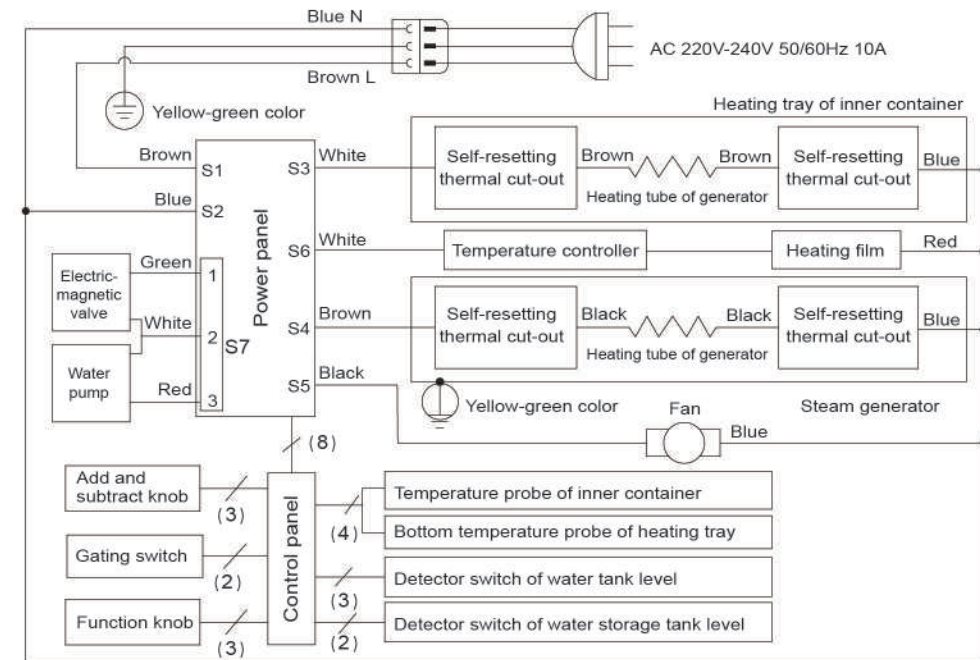 Blue N
AC 220V-240V 50/60Hz 10A
Brown L
Yellow-green color
Heating tray of inner container
Brown
S1
Blue
S2
Power panel
S3
White
Self-resetting
thermal cut-out
Brown
Brown
Heating tube of generator
Self-resetting
thermal cut-out
Blue
S6
White
Temperature controller
Heating film
Red
Electric-
magnetic
valve
Green
1
White
2
S7
Water
pump
Red
3
S4
Brown
Self-resetting
thermal cut-out
Black
Black
Heating tube of generator
Self-resetting
thermal cut-out
Blue
S5
Black
Yellow-green color
Fan
Steam generator
Blue
(8)
Control panel
Add and
subtract knob
(3)
Gating switch
(2)
Function knob
(3)
(4)
Temperature probe of inner container
Bottom temperature probe of heating tray
(3)
Detector switch of water tank level
(2)
Detector switch of water storage tank level